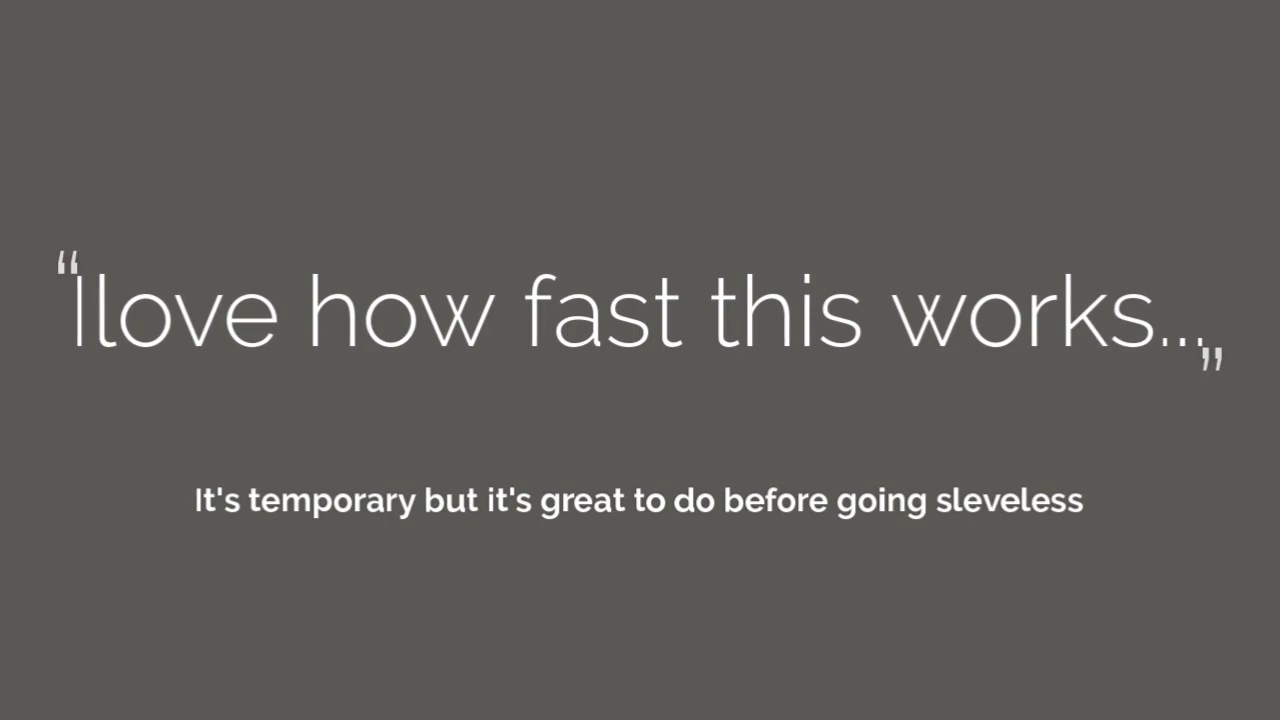 “I love how fast this works...”
It's temporary but it's great to do before going sleveless